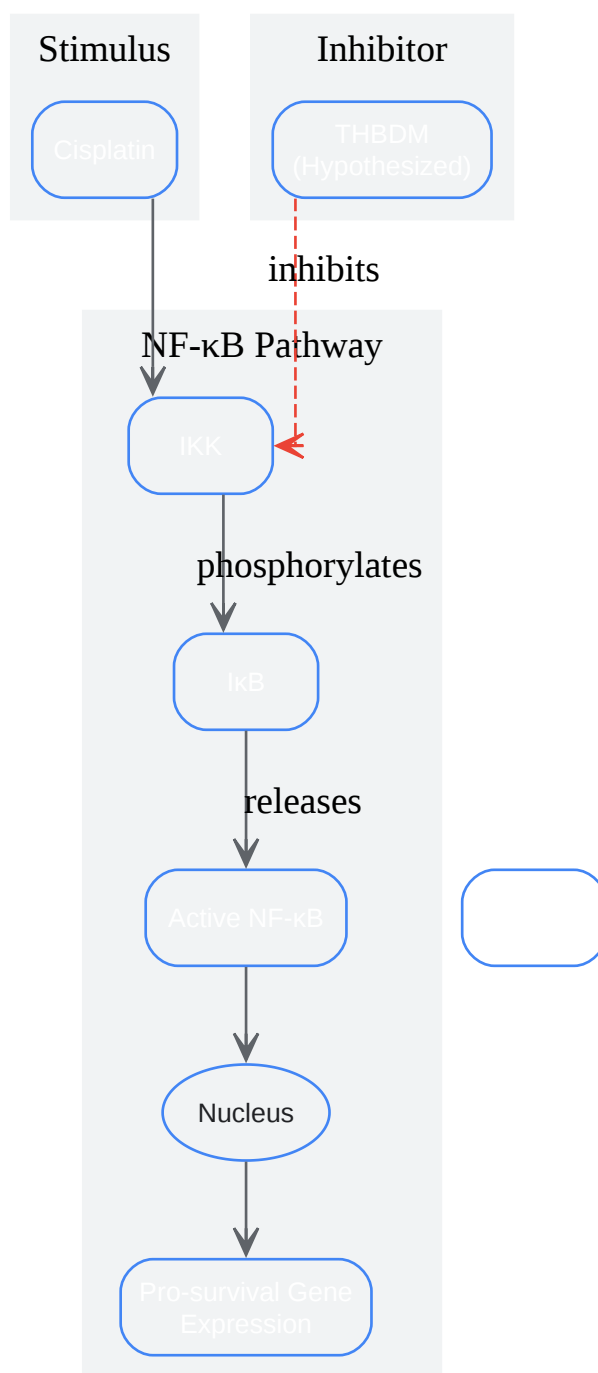 Stimulus
Inhibitor
Cisplatin
THBDM
(Hypothesized)
inhibits
NF-κB Pathway
IKK
phosphorylates
IκB
releases
Active NF-κB
Nucleus
Pro-survival Gene
Expression